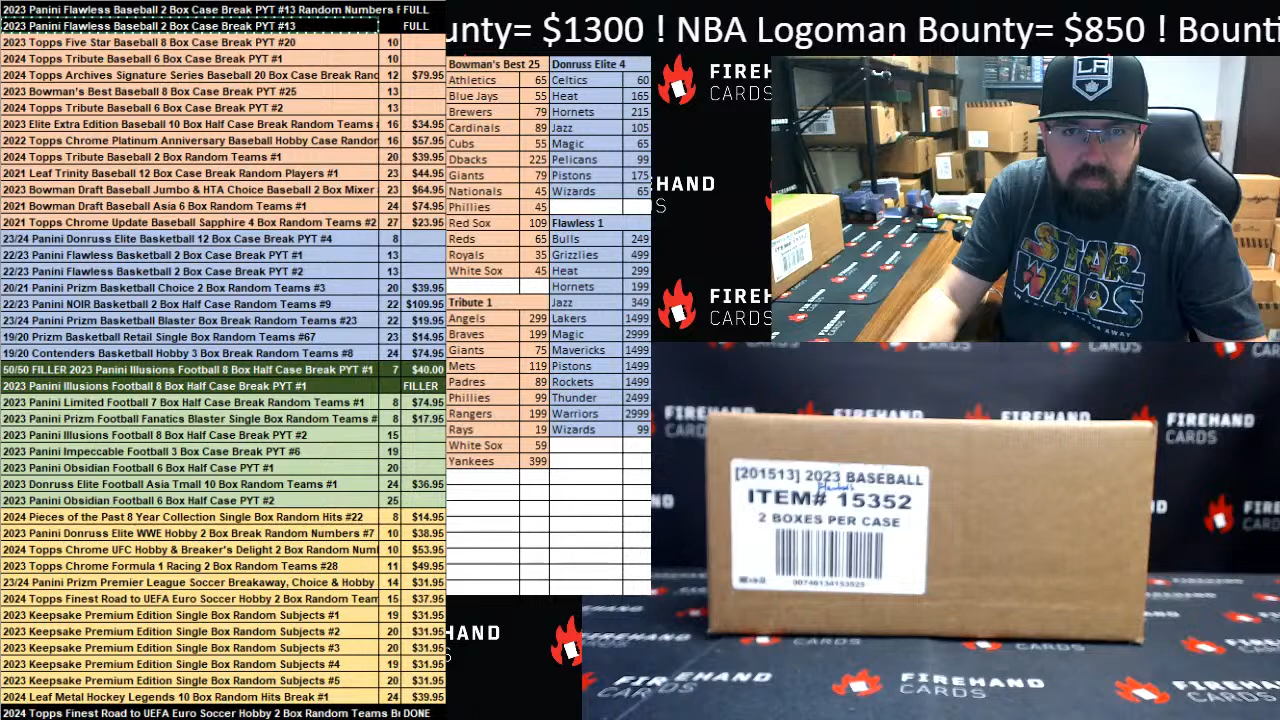 2023 Panini Flawless Baseball 2 Box Case Break PYT #13 Random Numbers F FULL
2023 Panini Flawless Baseball 2 Box Case Break PYT #13 FULL
2023 Topps Five Star Baseball 8 Box Case Break PYT #20 10
2024 Topps Tribute Baseball 6 Box Case Break PYT #1 10
2024 Topps Archives Signature Series Baseball 20 Box Case Break Ranc 12 $79.95
2023 Bowman's Best Baseball 8 Box Case Break PYT #25 13
2024 Topps Tribute Baseball 6 Box Case Break PYT #2 13
2023 Elite Extra Edition Baseball 10 Box Half Case Break Random Teams 16 $34.95
2022 Topps Chrome Platinum Anniversary Baseball Hobby Case Random 16 $57.95
2024 Topps Tribute Baseball 2 Box Random Teams #1 20 $39.95
2021 Leaf Trinity Baseball 12 Box Case Break Random Players #1 23 $44.95
2023 Bowman Draft Baseball Jumbo & HTA Choice Baseball 2 Box Mixer 23 $64.95
2021 Bowman Draft Baseball Asia 6 Box Random Teams #1 24 $74.95
2021 Topps Chrome Update Baseball Sapphire 4 Box Random Teams #2 27 $23.95
23/24 Panini Donruss Elite Basketball 12 Box Case Break PYT #4 8
22/23 Panini Flawless Basketball 2 Box Case Break PYT #1 13
22/23 Panini Flawless Basketball 2 Box Case Break PYT #2 13
20/21 Panini Prizm Basketball Choice 2 Box Random Teams #3 20 $39.95
22/23 Panini NOIR Basketball 2 Box Half Case Random Teams #9 22 $109.95
23/24 Panini Prizm Basketball Blaster Box Break Random Teams #23 22 $19.95
19/20 Prizm Basketball Retail Single Box Random Teams #67 23 $14.95
19/20 Contenders Basketball Hobby 3 Box Break Random Teams #8 24 $74.95
50/50 FILLER 2023 Panini Illusions Football 8 Box Half Case Break PYT #1 7 $40.00
2023 Panini Illusions Football 8 Box Half Case Break PYT #1 FILLER
2023 Panini Limited Football 7 Box Half Case Break Random Teams #1 8 $74.95
2023 Panini Prizm Football Fanatics Blaster Single Box Random Teams # 8 $17.95
2023 Panini Illusions Football 8 Box Half Case Break PYT #2 15
2023 Panini Impeccable Football 3 Box Case Break PYT #6 19
2023 Panini Obsidian Football 6 Box Half Case PYT #1 20
2023 Donruss Elite Football Asia Tmall 10 Box Random Teams #1 24 $36.95
2023 Panini Obsidian Football 6 Box Half Case PYT #2 25
2024 Pieces of the Past 8 Year Collection Single Box Random Hits #22 8 $14.95
2023 Panini Donruss Elite WWE Hobby 2 Box Break Random Numbers #7 10 $38.95
2024 Topps Chrome UFC Hobby & Breaker's Delight 2 Box Random Numl 10 $53.95
2023 Topps Chrome Formula 1 Racing 2 Box Random Teams #28 11 $49.95
23/24 Panini Prizm Premier League Soccer Breakaway, Choice & Hobby 14 $31.95
2024 Topps Finest Road to UEFA Euro Soccer Hobby 2 Box Random Team 15 $37.95
2023 Keepsake Premium Edition Single Box Random Subjects #1 19 $31.95
2023 Keepsake Premium Edition Single Box Random Subjects #2 20 $31.95
2023 Keepsake Premium Edition Single Box Random Subjects #3 20 $31.95
2023 Keepsake Premium Edition Single Box Random Subjects #4 19 $31.95
2023 Keepsake Premium Edition Single Box Random Subjects #5 20 $31.95
2024 Leaf Metal Hockey Legends 10 Box Random Hits Break #1 24 $39.95
2024 Topps Finest Road to UEFA Euro Soccer Hobby 2 Box Random Teams Br DONE
unty= $1300 ! NBA Logoman Bounty= $850 ! Bounti
Bowman's Best 25
Athletics 65
Blue Jays 55
Brewers 79
Cardinals 89
Cubs 55
Dbacks 225
Giants 79
Nationals 45
Phillies 45
Red Sox 109
Reds 65
Royals 35
White Sox 45
Tribute 1
Angels 299
Braves 199
Giants 75
Mets 119
Padres 89
Phillies 99
Rangers 199
Rays 19
White Sox 59
Yankees 399
Donruss Elite 4
Celtics 60
Heat 165
Hornets 215
Jazz 105
Magic 65
Pelicans 99
Pistons 175
Wizards 65
Flawless 1
Bulls 249
Grizzlies 499
Heat 299
Hornets 199
Jazz 349
Lakers 1499
Magic 2999
Mavericks 1499
Pistons 1499
Rockets 1499
Thunder 2499
Warriors 2999
Wizards 99
FIREH
CARDS
HAND
FIREH
CARDS
HAND
LA
STAR
WARS
[201513] 2023 BASEBALL
ITEM# 15352
2 BOXES PER CASE
FIREHAND
CARDS
FIREHAND
CARDS
FIREHAND
CARDS